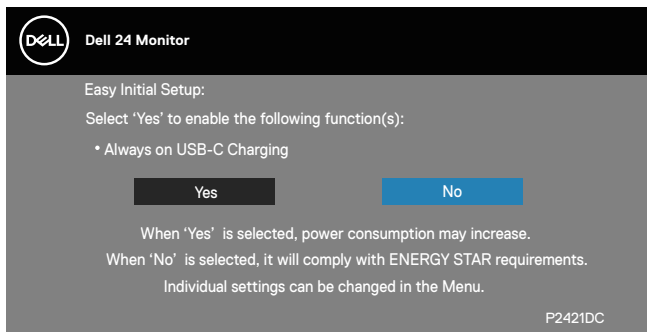 DELL
Dell 24 Monitor
Easy Initial Setup:
Select ‘Yes’ to enable the following function(s):
• Always on USB-C Charging
Yes
No
When ‘Yes’ is selected, power consumption may increase.
When ‘No’ is selected, it will comply with ENERGY STAR requirements.
Individual settings can be changed in the Menu.
P2421DC